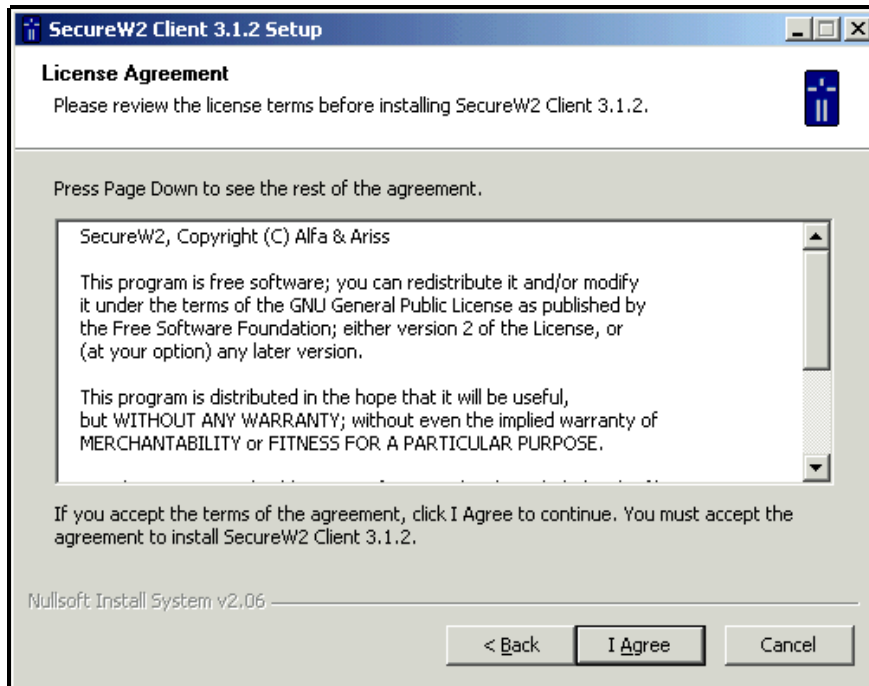 SecureW2 Client 3.1.2 Setup
License Agreement
Please review the license terms before installing SecureW2 Client 3.1.2.
Press Page Down to see the rest of the agreement.
SecureW2, Copyright (C) Alfa & Ariss
This program is free software; you can redistribute it and/or modify
it under the terms of the GNU General Public License as published by
the Free Software Foundation; either version 2 of the License, or
(at your option) any later version.
This program is distributed in the hope that it will be useful,
but WITHOUT ANY WARRANTY; without even the implied warranty of
MERCHANTABILITY or FITNESS FOR A PARTICULAR PURPOSE.
If you accept the terms of the agreement, click I Agree to continue. You must accept the
agreement to install SecureW2 Client 3.1.2.
Nullsoft Install System v2.06
< Back
I Agree
Cancel